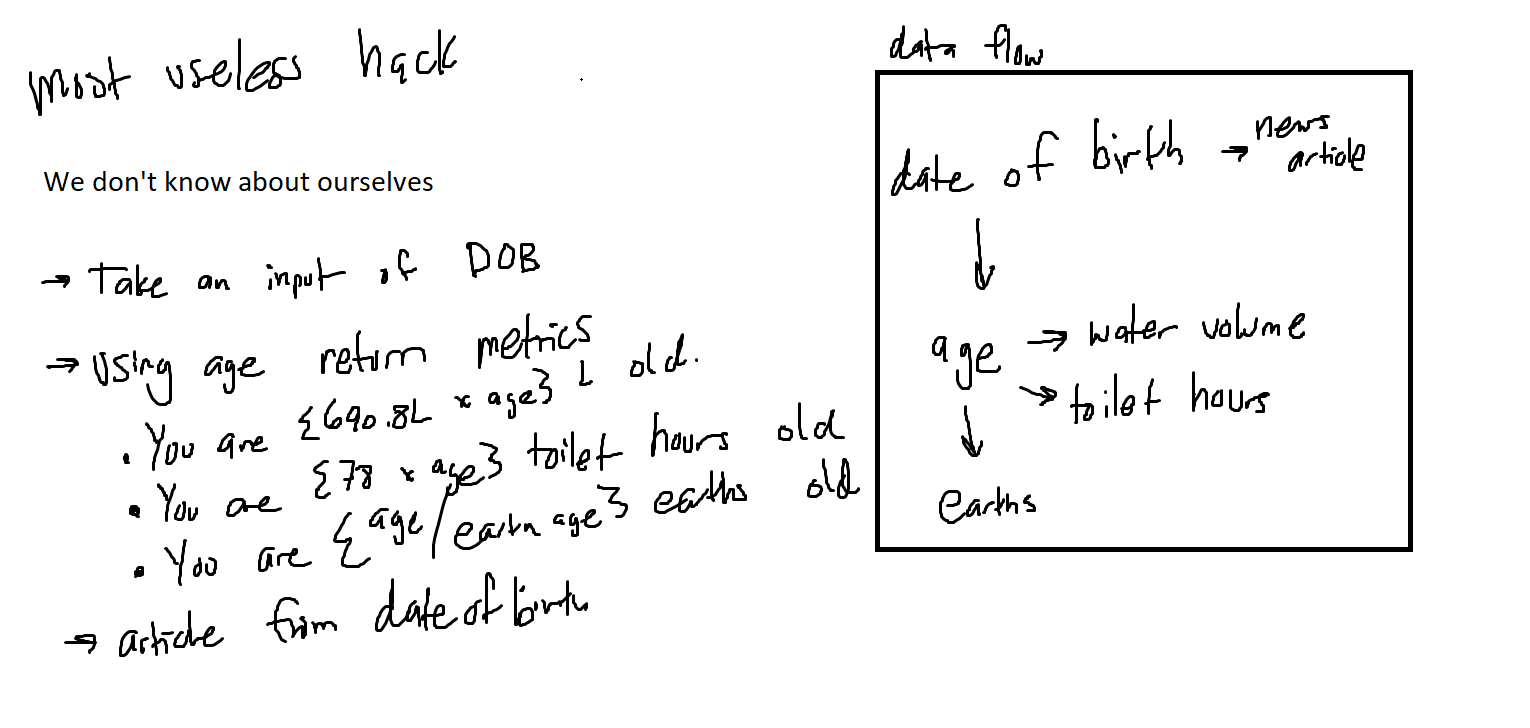 most useless hack
We don't know about ourselves
→ Take an input of DOB
→ Using age return metrics
• You are {690.8L × age} L old.
• You are {78 × age} toilet hours old
• You are {age/earth age} earths old
→ article from date of birth
data flow
date of birth → news article
↓
age → water volume
→ toilet hours
↓
earths